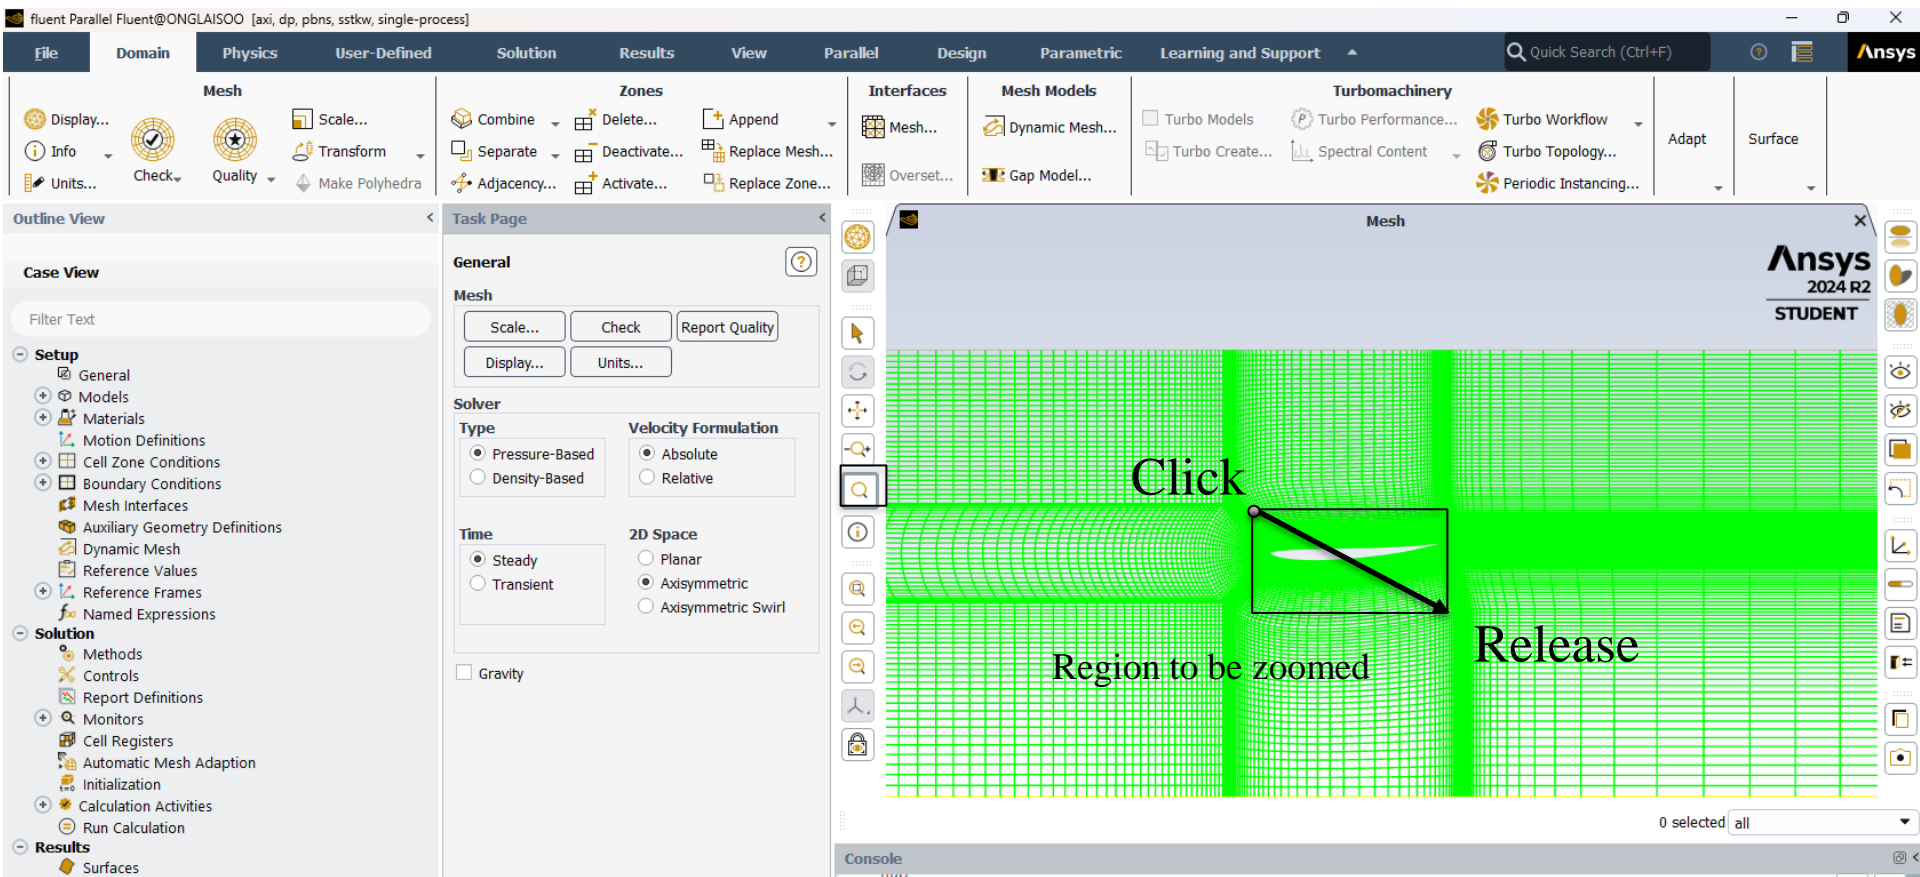 fluent Parallel Fluent@ONGLAISOO [axi, dp, pbns, sstkw, single-process]
File Domain Physics User-Defined Solution Results View Parallel Design Parametric Learning and Support Quick Search (Ctrl+F) Ansys
Mesh Zones Interfaces Mesh Models Turbomachinery
Display... Scale... Combine Delete... Append Mesh... Dynamic Mesh... Turbo Models Turbo Performance... Turbo Workflow
Adapt Surface
Info Transform Separate Deactivate... Replace Mesh... Turbo Create... Spectral Content Turbo Topology...
Check Quality Overset... Gap Model...
Units... Make Polyhedra Adjacency... Activate... Replace Zone... Periodic Instancing...
Outline View
Case View
Filter Text
Setup
General
Models
Materials
Motion Definitions
Cell Zone Conditions
Boundary Conditions
Mesh Interfaces
Auxiliary Geometry Definitions
Dynamic Mesh
Reference Values
Reference Frames
Named Expressions
Solution
Methods
Controls
Report Definitions
Monitors
Cell Registers
Automatic Mesh Adaption
Initialization
Calculation Activities
Run Calculation
Results
Surfaces
Task Page
General
Mesh
Scale... Check Report Quality
Display... Units...
Solver
Type Velocity Formulation
Pressure-Based Absolute
Density-Based Relative
Time 2D Space
Steady Planar
Transient Axisymmetric
Axisymmetric Swirl
Gravity
Mesh
Ansys
2024 R2
STUDENT
Click
Release
Region to be zoomed
0 selected all
Console